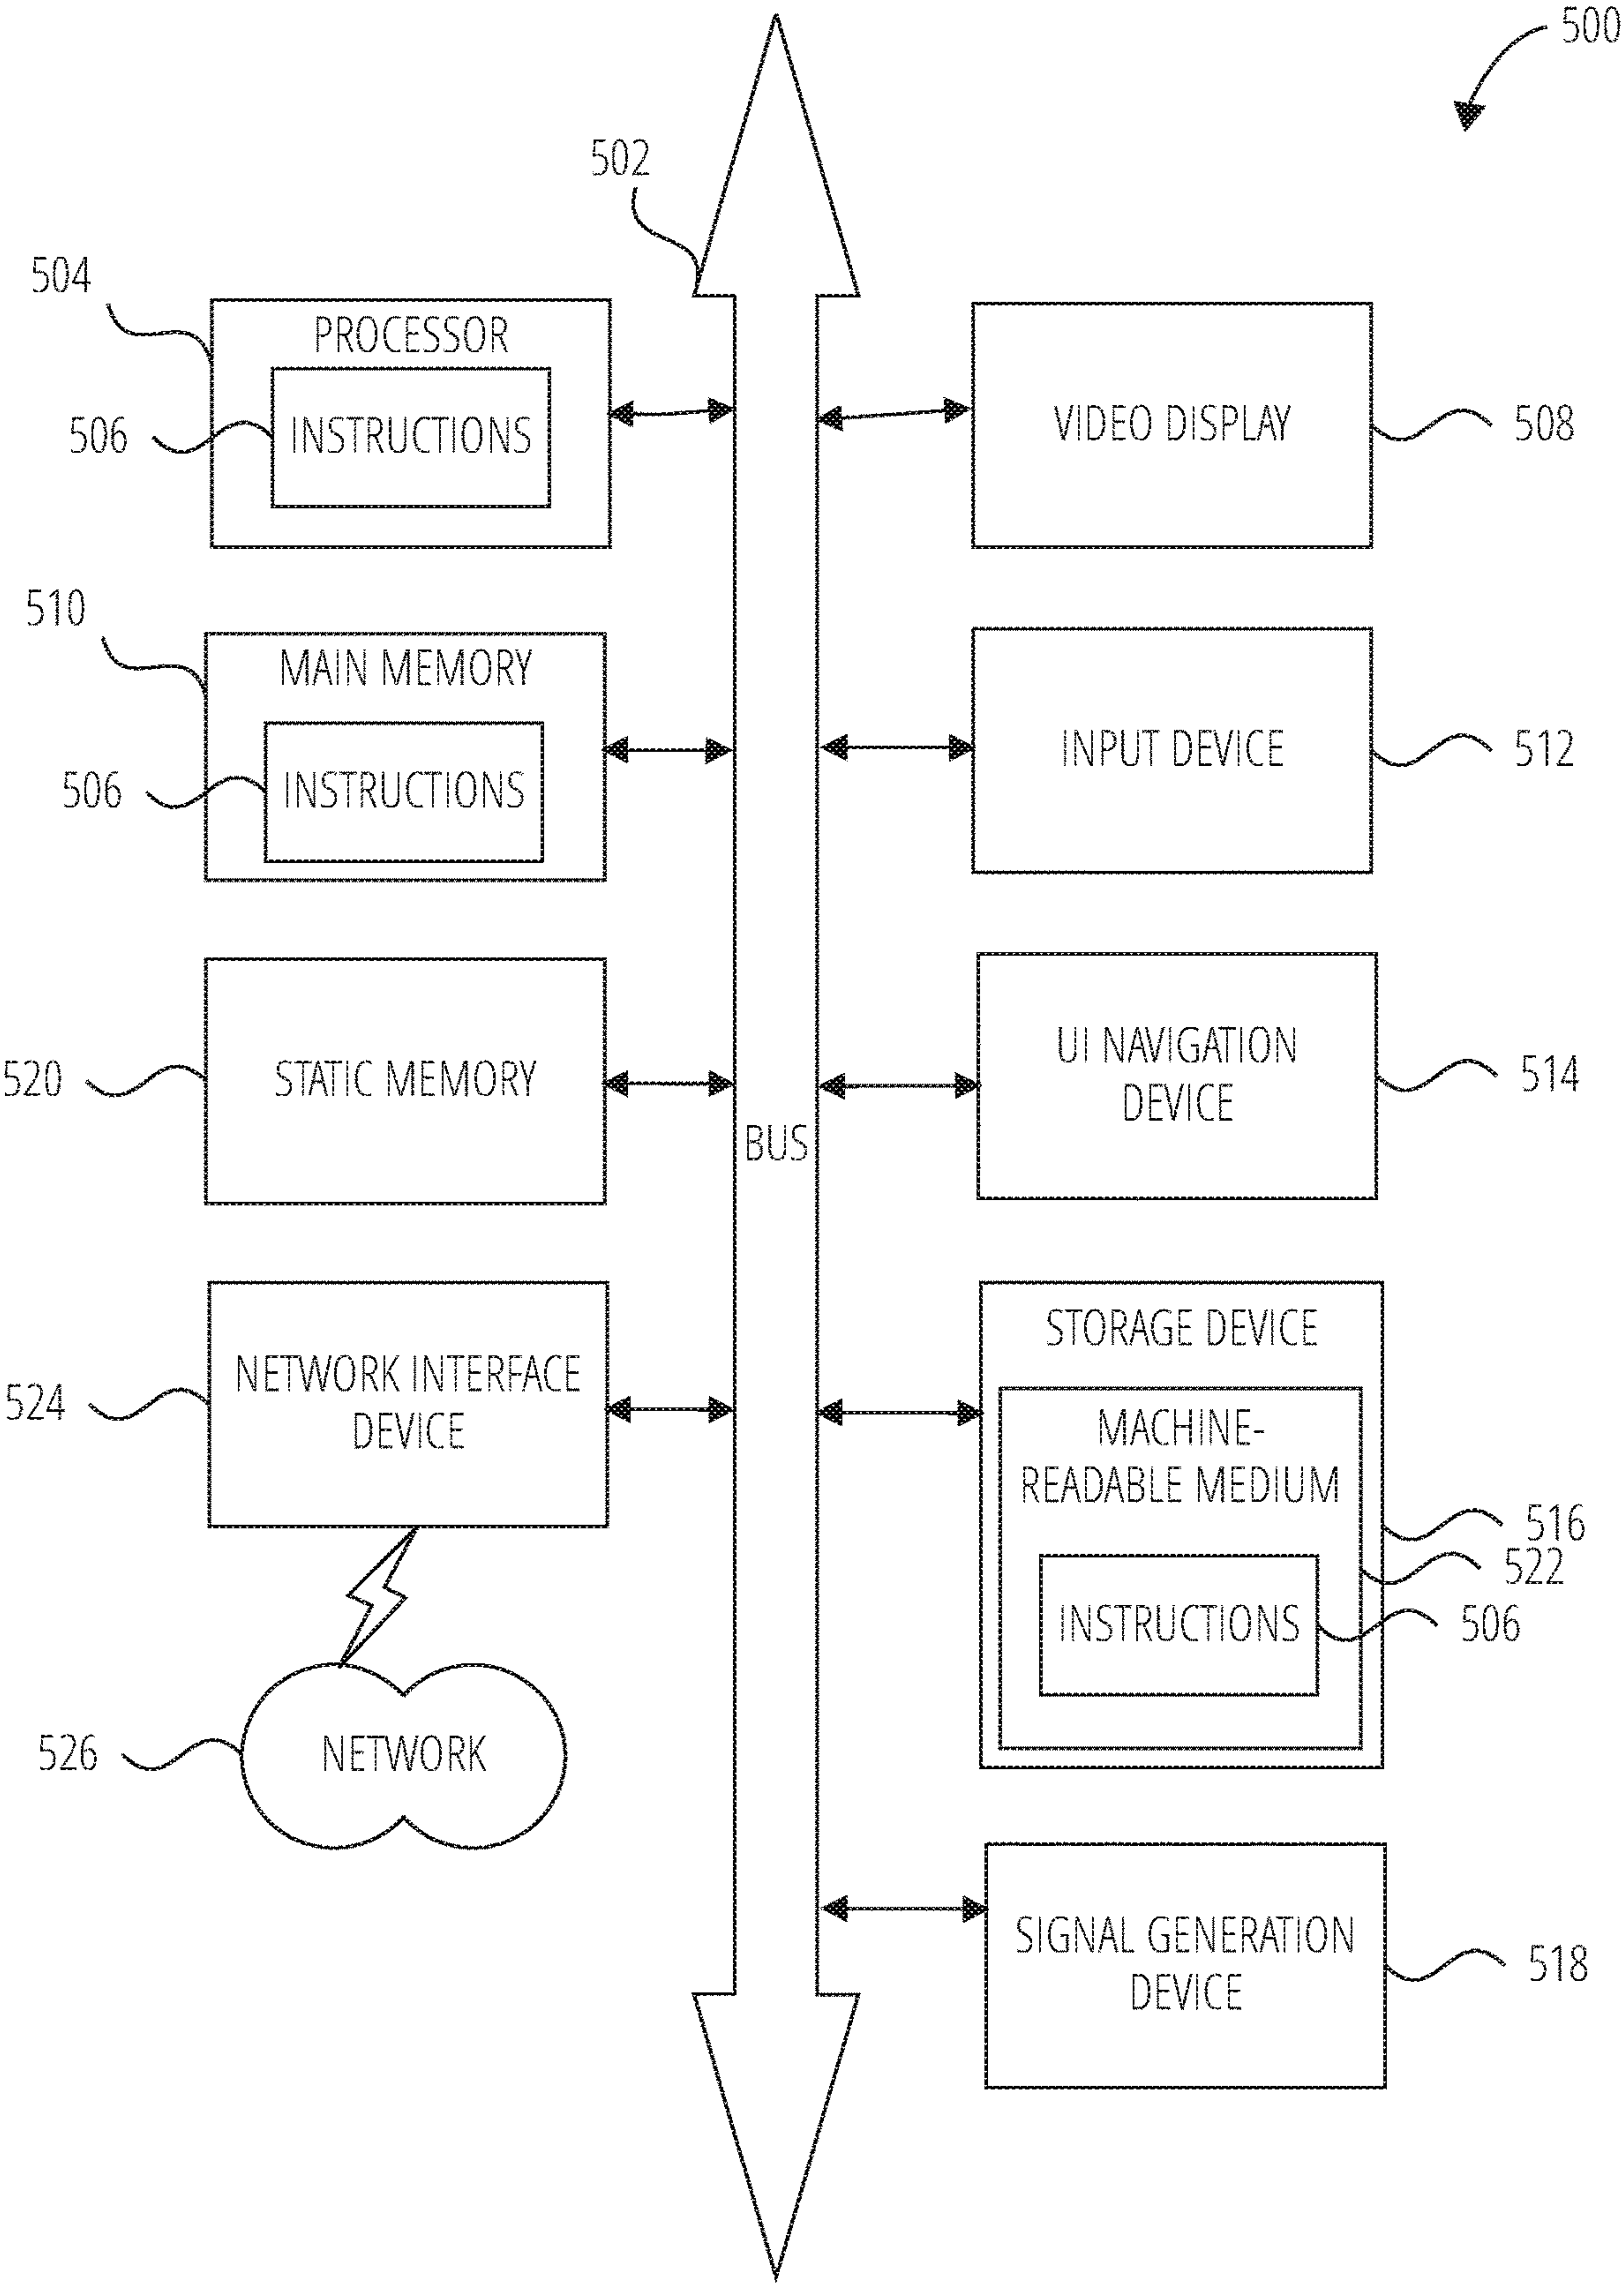 500
502
504
PROCESSOR
506
INSTRUCTIONS
VIDEO DISPLAY
508
510
MAIN MEMORY
506
INSTRUCTIONS
INPUT DEVICE
512
520
STATIC MEMORY
BUS
UI NAVIGATION
DEVICE
514
524
NETWORK INTERFACE
DEVICE
STORAGE DEVICE
MACHINE-
READABLE MEDIUM
516
522
INSTRUCTIONS
506
526
NETWORK
SIGNAL GENERATION
DEVICE
518